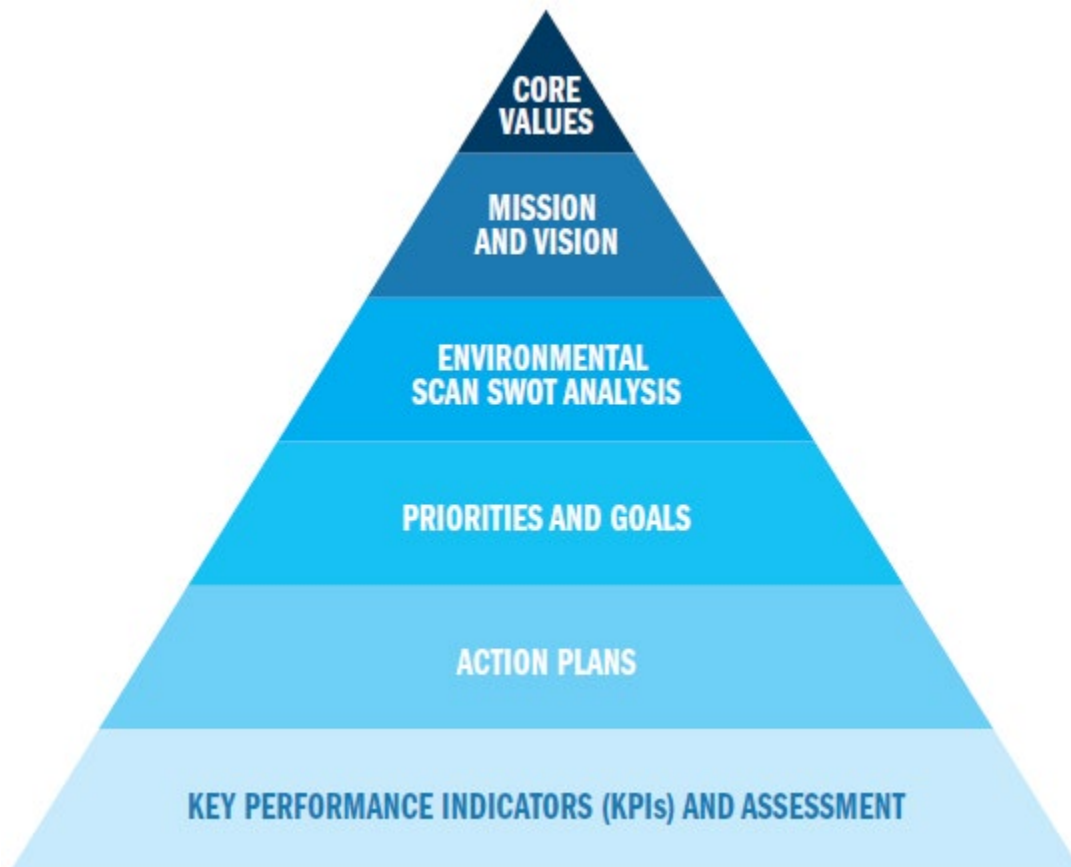 CORE
VALUES
MISSION
AND VISION
ENVIRONMENTAL
SCAN SWOT ANALYSIS
PRIORITIES AND GOALS
ACTION PLANS
KEY PERFORMANCE INDICATORS (KPIs) AND ASSESSMENT